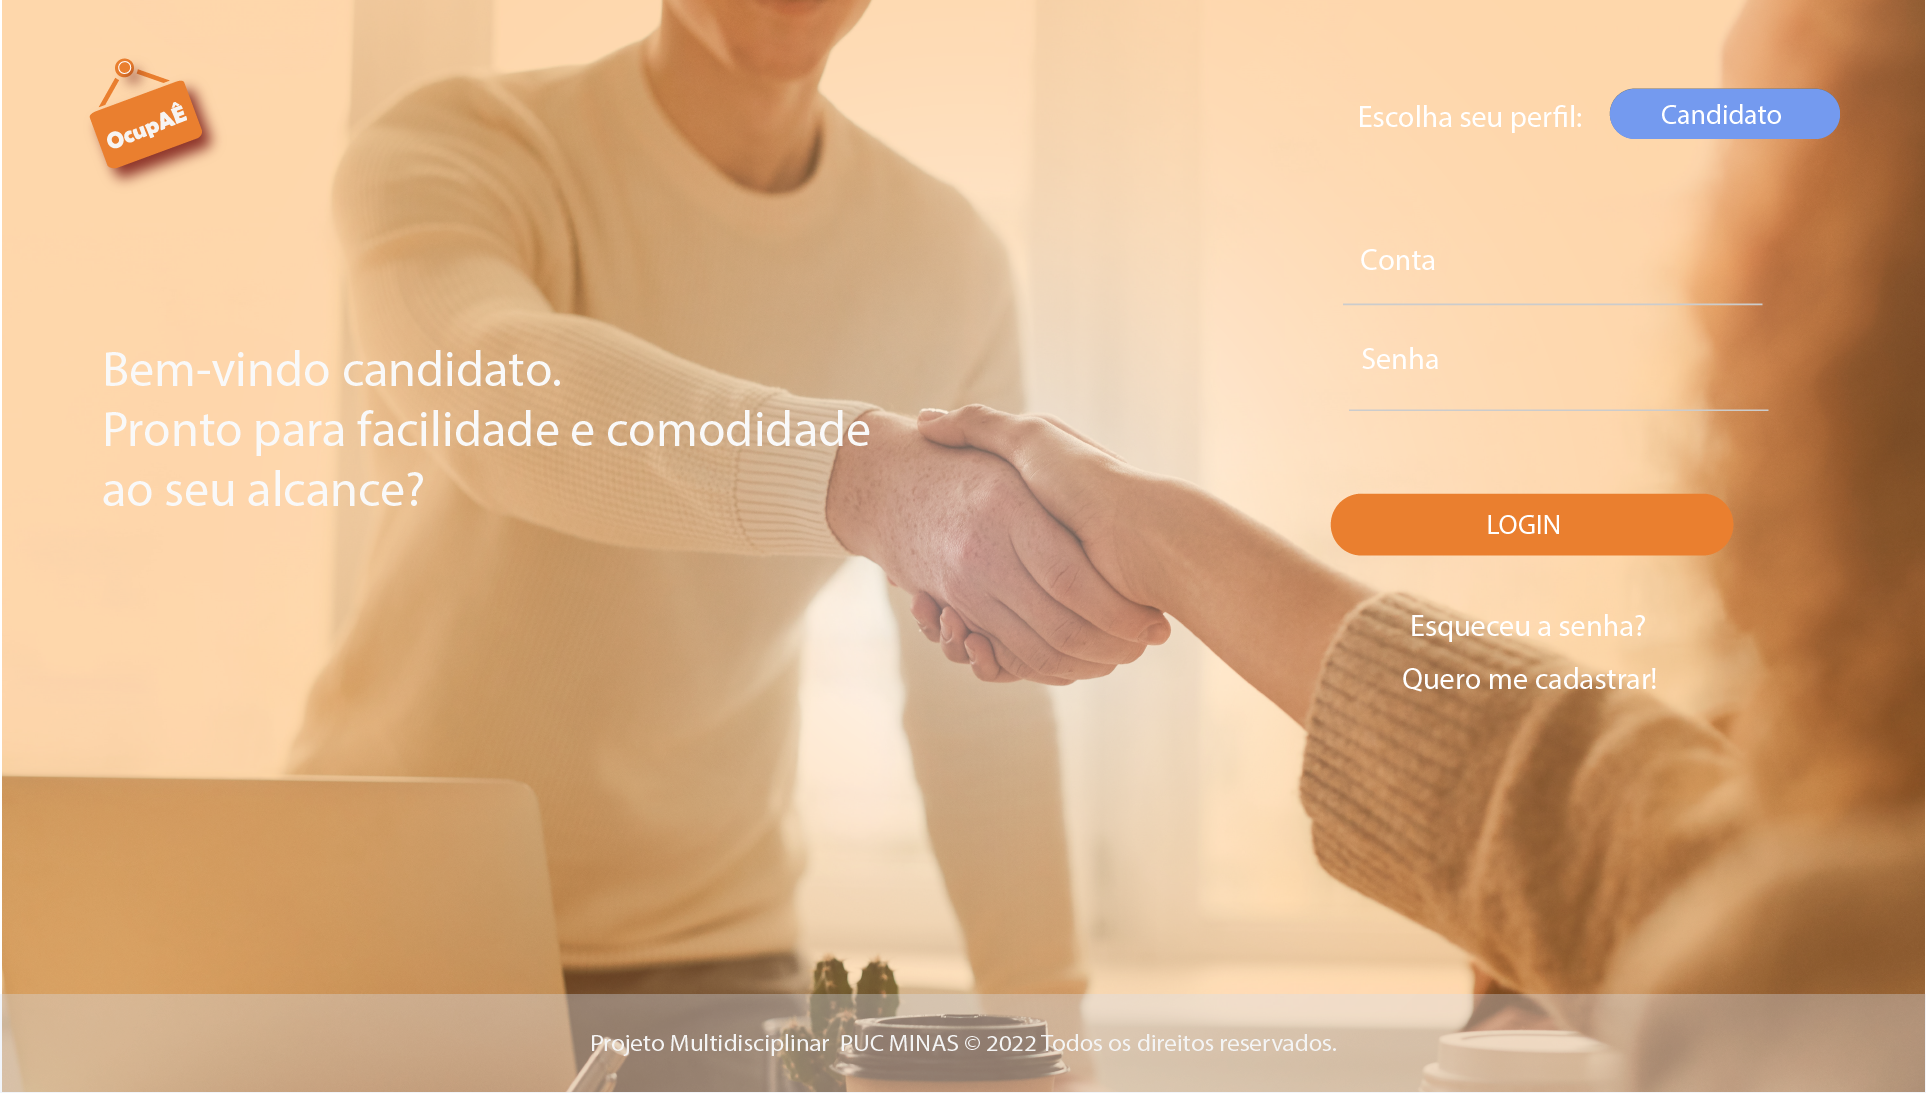 OcupAÊ
Escolha seu perfil:
Candidato
Conta
Senha
Bem-vindo candidato.
Pronto para facilidade e comodidade
ao seu alcance?
LOGIN
Esqueceu a senha?
Quero me cadastrar!
Projeto Multidisciplinar PUC MINAS © 2022 Todos os direitos reservados.